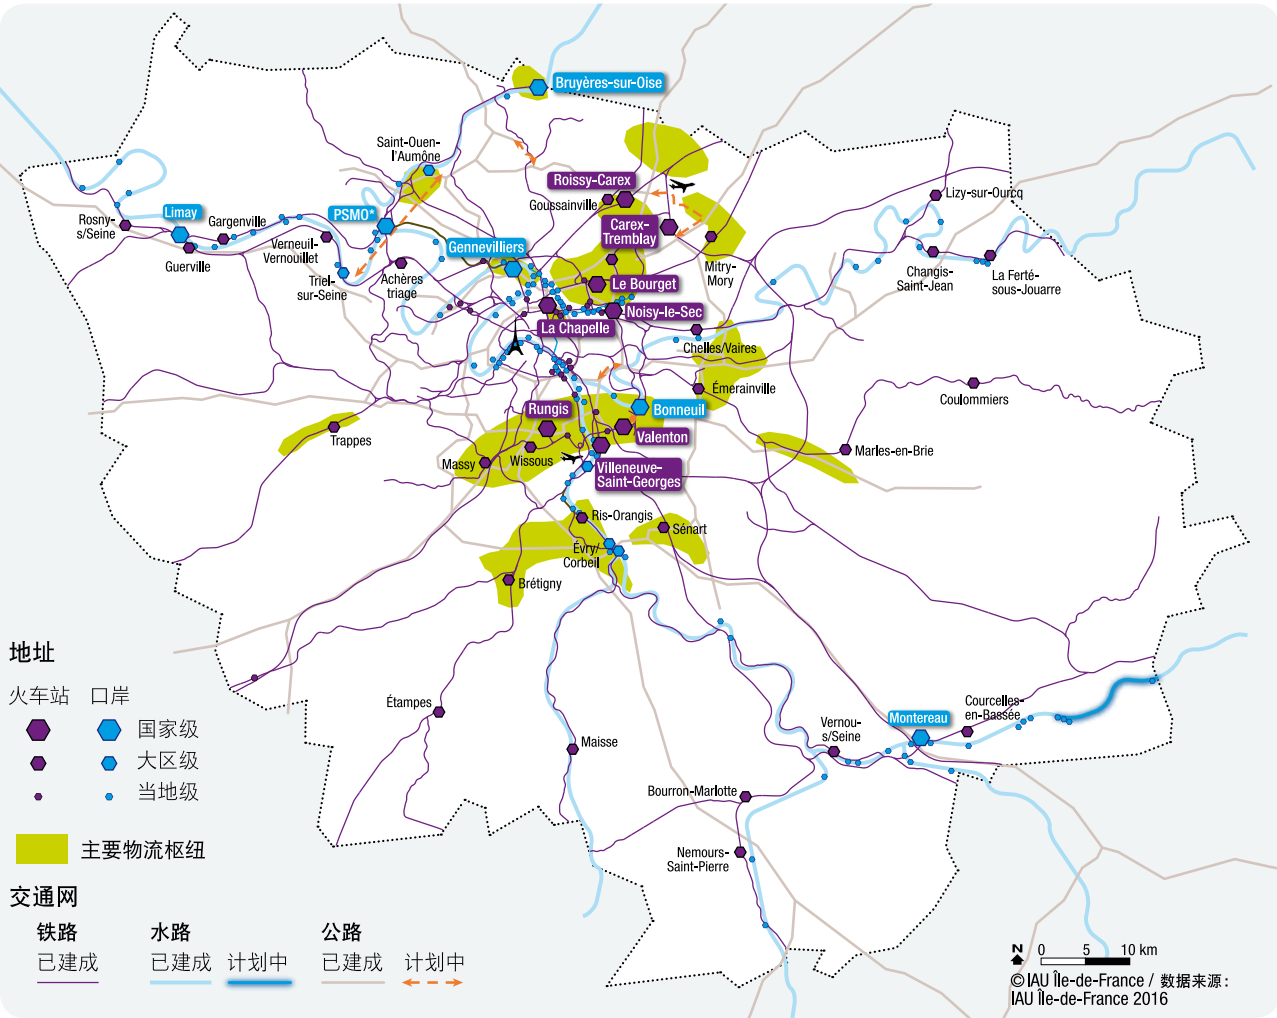 Bruyères-sur-Oise
Saint-Ouen-
l'Aumône
Roissy-Carex
Goussainville
Lizy-sur-Ourcq
Limay
PSMO*
Rosny-
s/Seine
Gargenville
Carex-
Tremblay
Verneuil-
Vernouillet
Gennevilliers
Guerville
Mitry-
Mory
Changis-
Saint-Jean
La Ferté-
sous-Jouarre
Triel-
sur-Seine
Achères
triage
Le Bourget
Noisy-le-Sec
La Chapelle
Chelles/Vaires
Émerainville
Coulommiers
Rungis
Bonneuil
Trappes
Valenton
Marles-en-Brie
Massy
Wissous
Villeneuve-
Saint-Georges
Ris-Orangis
Sénart
Évry/
Corbeil
Brétigny
Étampes
Maisse
Vernou-
s/Seine
Montereau
Courcelles-
en-Bassée
Bourron-Marlotte
Nemours-
Saint-Pierre
地址
火车站 口岸
国家级
大区级
当地级
主要物流枢纽
交通网
铁路 水路 公路
已建成 已建成 计划中 已建成 计划中
N 0 5 10 km
© IAU Île-de-France / 数据来源：
IAU Île-de-France 2016